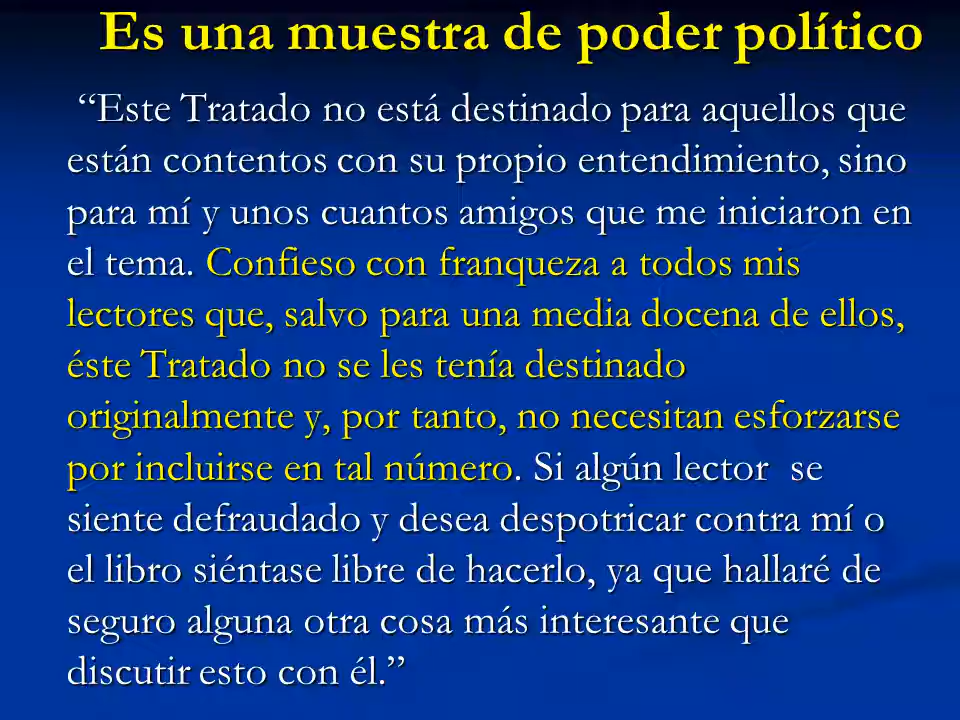 Es una muestra de poder político
“Este Tratado no está destinado para aquellos que
están contentos con su propio entendimiento, sino
para mí y unos cuantos amigos que me iniciaron en
el tema. Confieso con franqueza a todos mis
lectores que, salvo para una media docena de ellos,
éste Tratado no se les tenía destinado
originalmente y, por tanto, no necesitan esforzarse
por incluirse en tal número. Si algún lector  se
siente defraudado y desea despotricar contra mí o
el libro siéntase libre de hacerlo, ya que hallaré de
seguro alguna otra cosa más interesante que
discutir esto con él.”